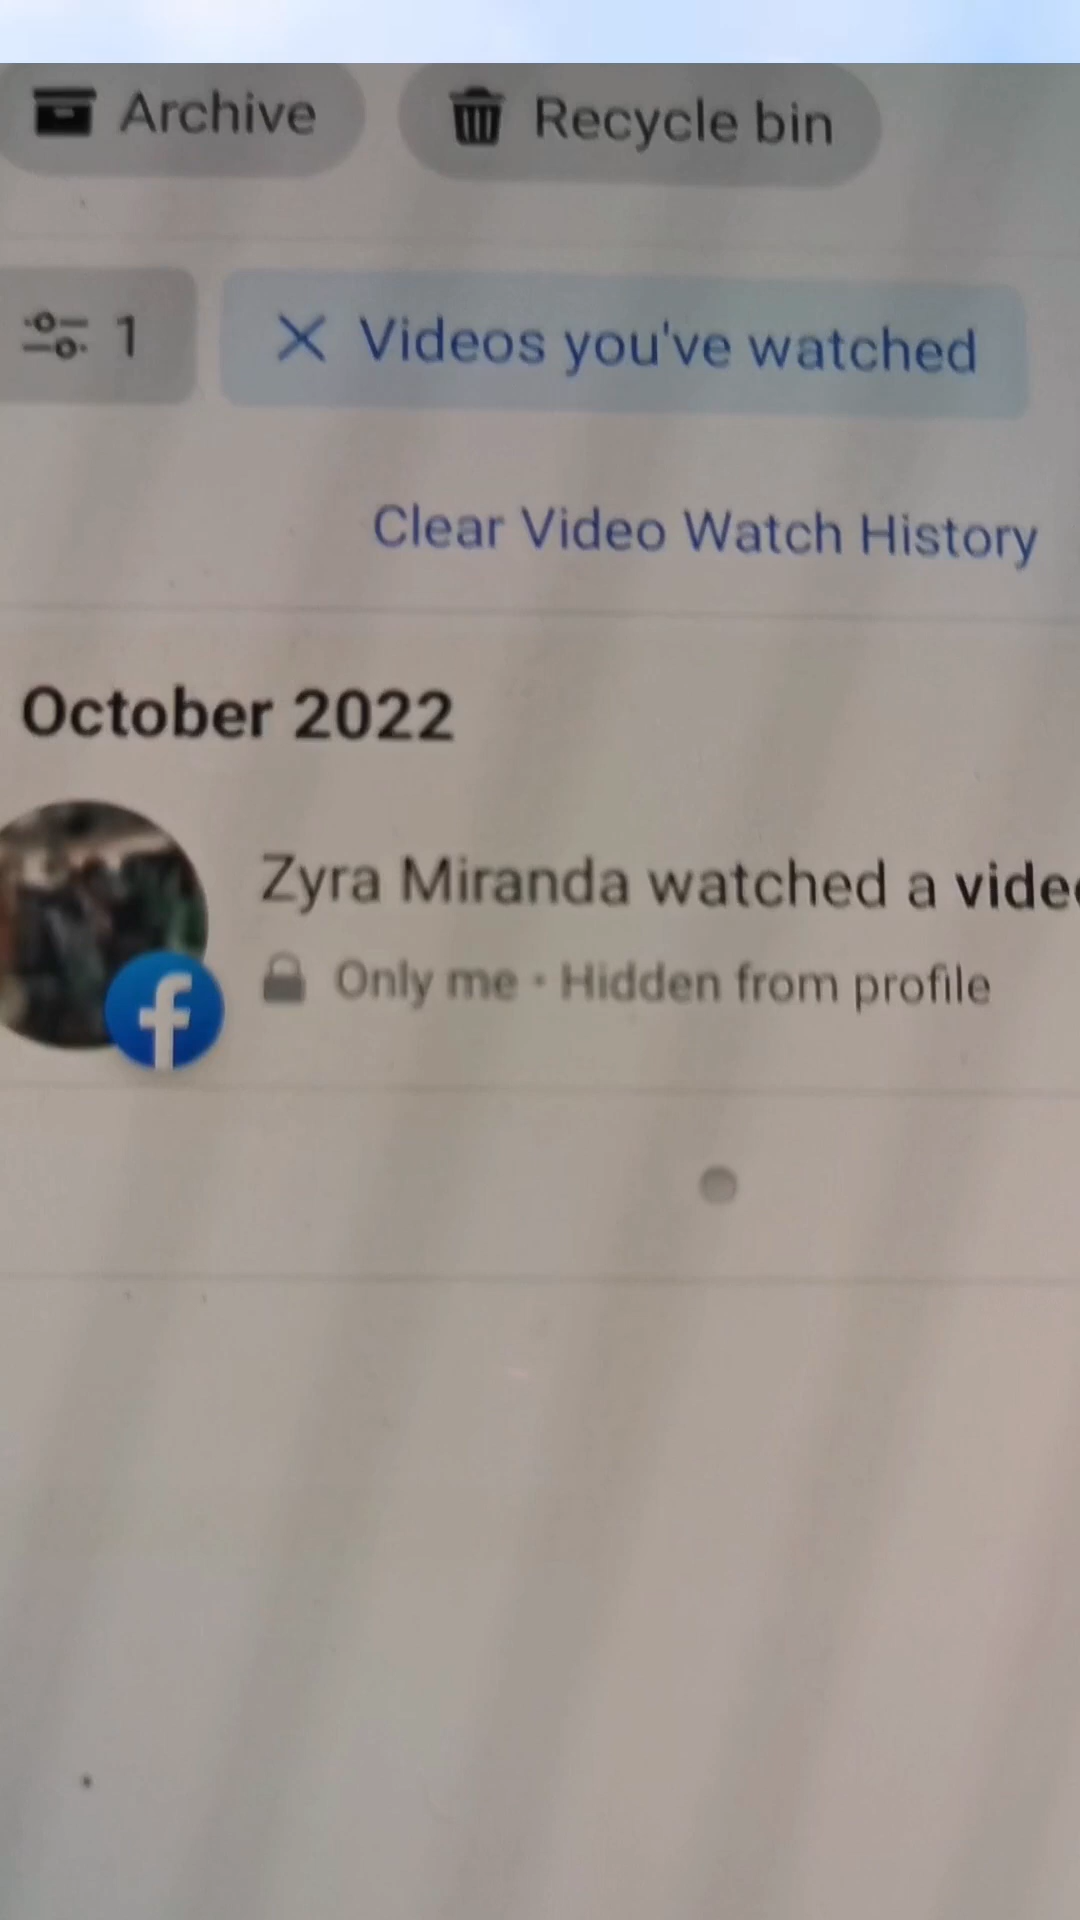 Archive
Recycle bin
1
Videos you've watched
Clear Video Watch History
October 2022
Zyra Miranda watched a vide
Only me · Hidden from profile